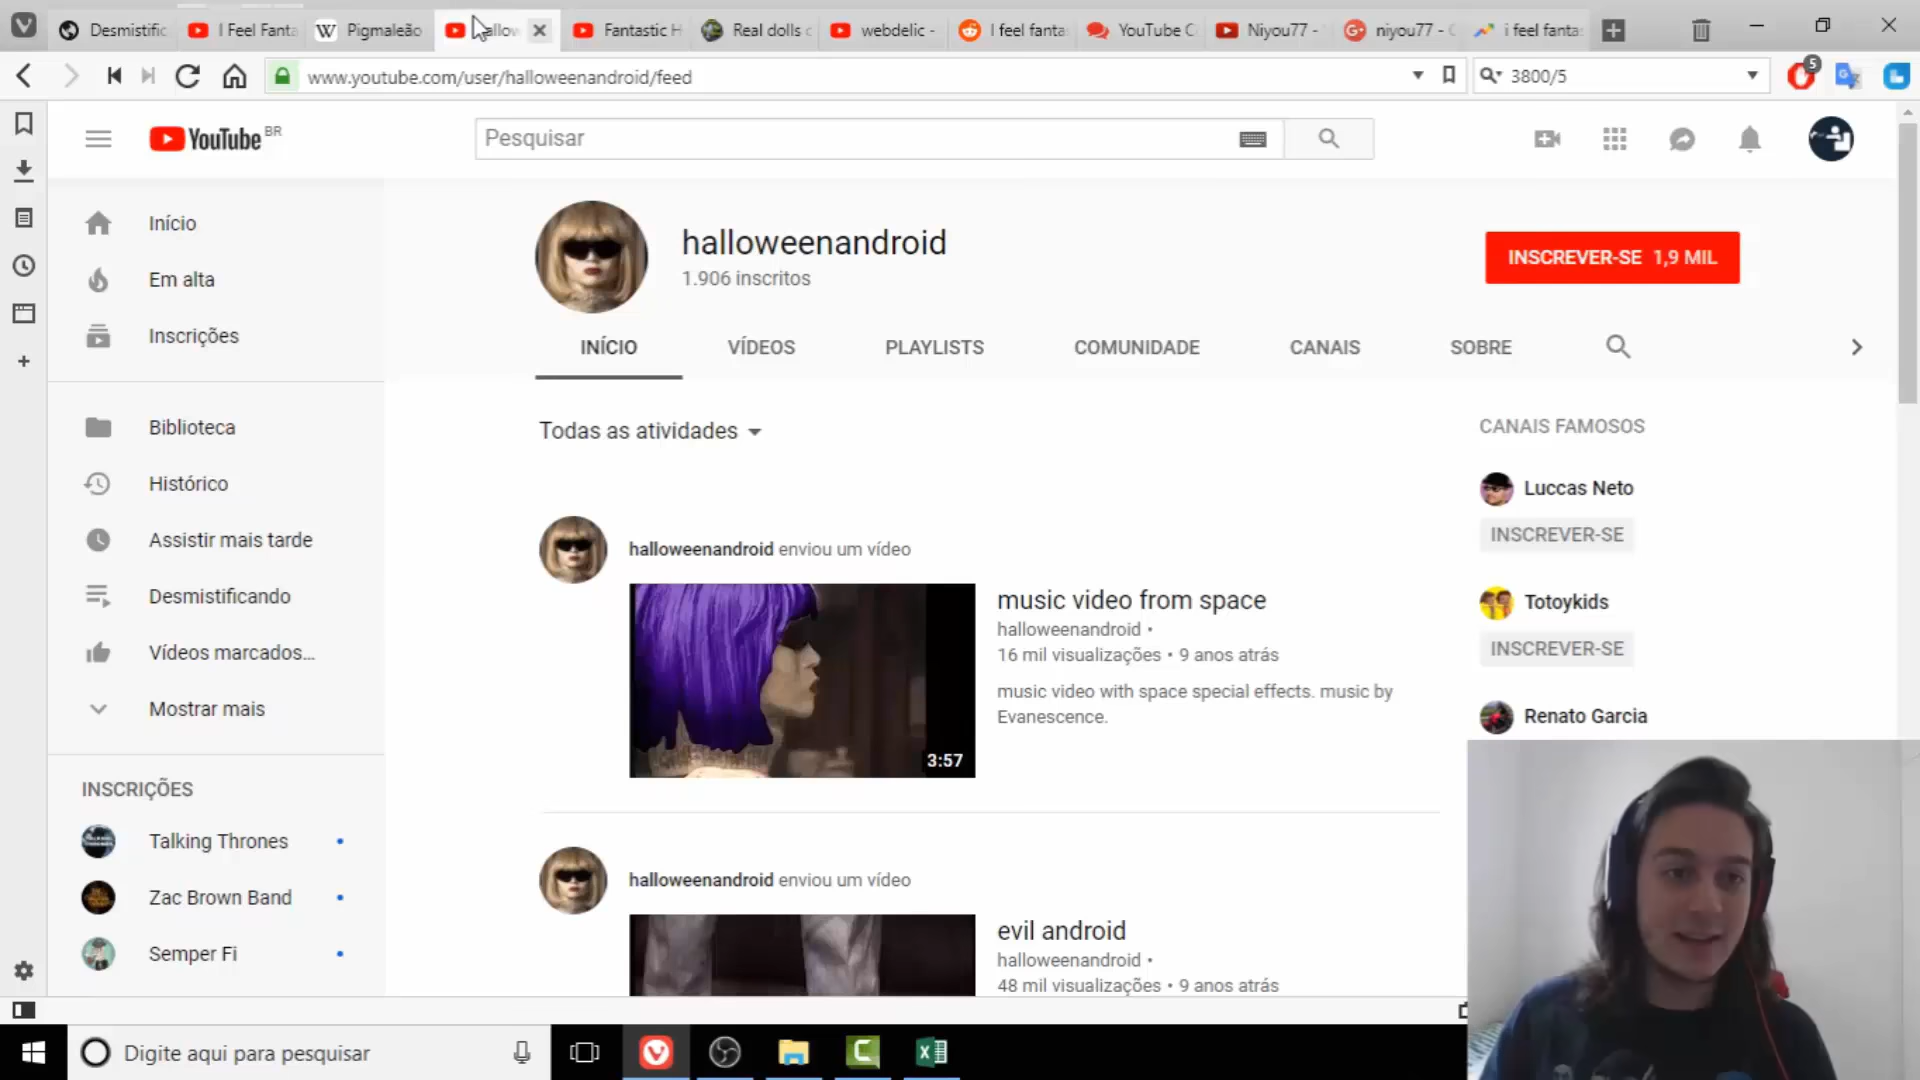 Desmistific
I Feel Fanta
Pigmaleão
hallow
Fantastic H
Real dolls c
webdelic -
I feel fanta
YouTube C
Niyou77 -
niyou77 - G
i feel fanta
www.youtube.com/user/halloweenandroid/feed
3800/5
5
YouTube BR
Pesquisar
Início
Em alta
Inscrições
Biblioteca
Histórico
Assistir mais tarde
Desmistificando
Vídeos marcados...
Mostrar mais
INSCRIÇÕES
Talking Thrones
Zac Brown Band
Semper Fi
halloweenandroid
1.906 inscritos
INSCREVER-SE 1,9 MIL
INÍCIO
VÍDEOS
PLAYLISTS
COMUNIDADE
CANAIS
SOBRE
Todas as atividades
halloweenandroid enviou um vídeo
3:57
music video from space
halloweenandroid •
16 mil visualizações • 9 anos atrás
music video with space special effects. music by
Evanescence.
halloweenandroid enviou um vídeo
evil android
halloweenandroid •
48 mil visualizações • 9 anos atrás
CANAIS FAMOSOS
Luccas Neto
INSCREVER-SE
Totoykids
INSCREVER-SE
Renato Garcia
Digite aqui para pesquisar